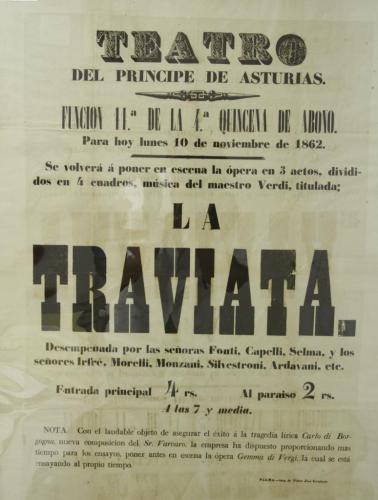 TEATRO
DEL PRINCIPE DE ASTURIAS.
FUNCION 11.ª DE LA 4.ª QUINCENA DE ABONO.
Para hoy lunes 10 de noviembre de 1862.
Se volverá á poner en escena la ópera en 3 actos, dividi-
dos en 4 cuadros, música del maestro Verdi, titulada;
LA
TRAVIATA.
Desempeñada por las señoras Fonti, Capelli, Selma, y los
señores Irfré, Morelli, Monzani, Silvestroni, Ardavani, etc.
Entrada principal 4 rs. Al paraiso 2 rs.
A las 7 y media.
NOTA. Con el laudable objeto de asegurar el éxito á la tragedia lírica Carlo di Bor-
gogna, nueva composicion del Sr. la empresa ha dispuesto proporcionando mas
tiempo para los ensayos, poner antes en escena la ópera Gemma di Vergi, la cual se está
ensayando al propio tiempo.
PALMA